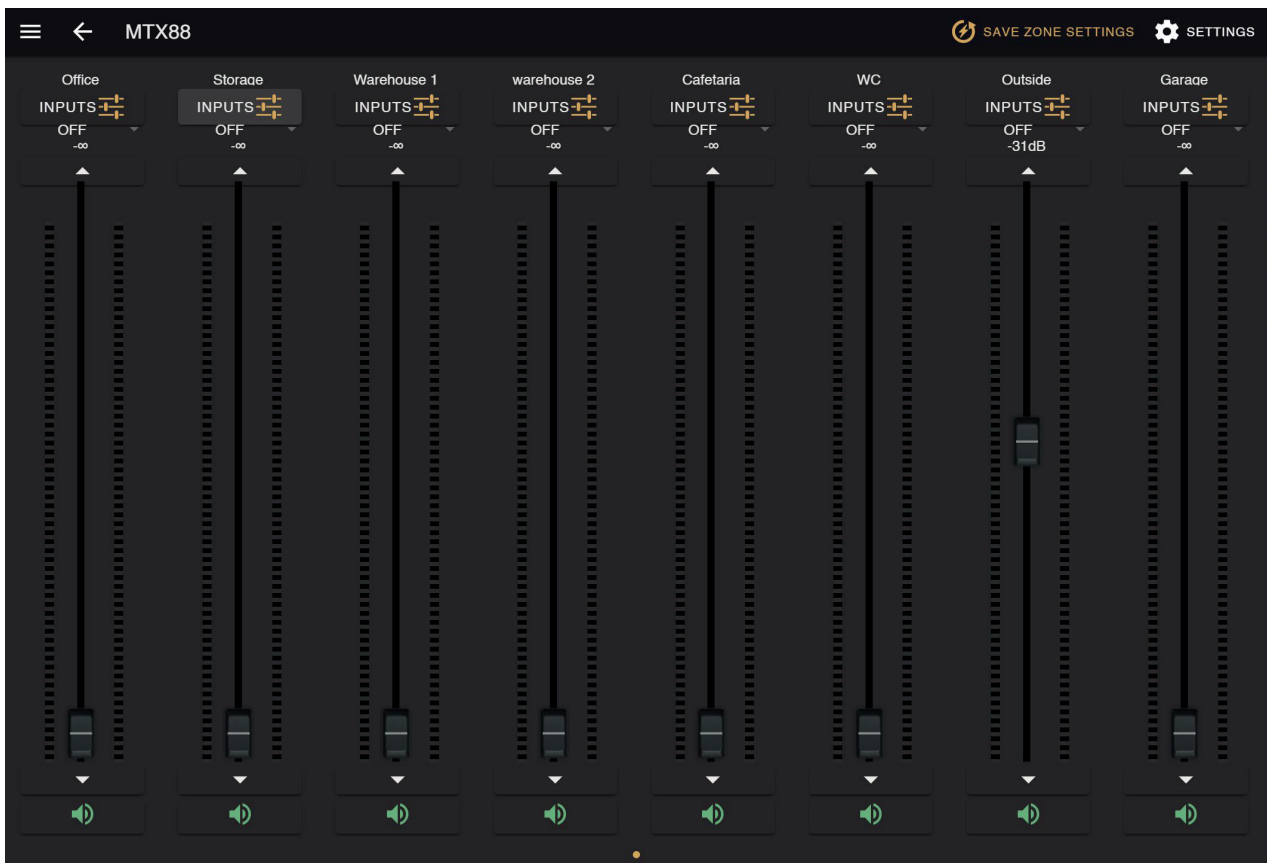 MTX88 SAVE ZONE SETTINGS SETTINGS
Office Storage Warehouse 1 warehouse 2 Cafetaria WC Outside Garage
INPUTS INPUTS INPUTS INPUTS INPUTS INPUTS INPUTS INPUTS
OFF OFF OFF OFF OFF OFF OFF OFF
-∞ -∞ -∞ -∞ -∞ -∞ -31dB -∞